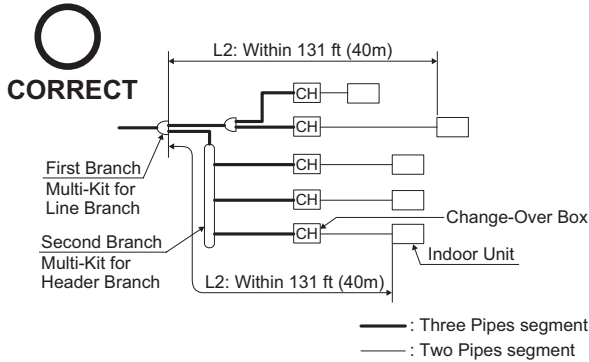 CORRECT
L2: Within 131 ft (40m)
CH
CH
First Branch
Multi-Kit for
Line Branch
CH
CH
Change-Over Box
Second Branch
Multi-Kit for
Header Branch
CH
Indoor Unit
L2: Within 131 ft (40m)
: Three Pipes segment
: Two Pipes segment